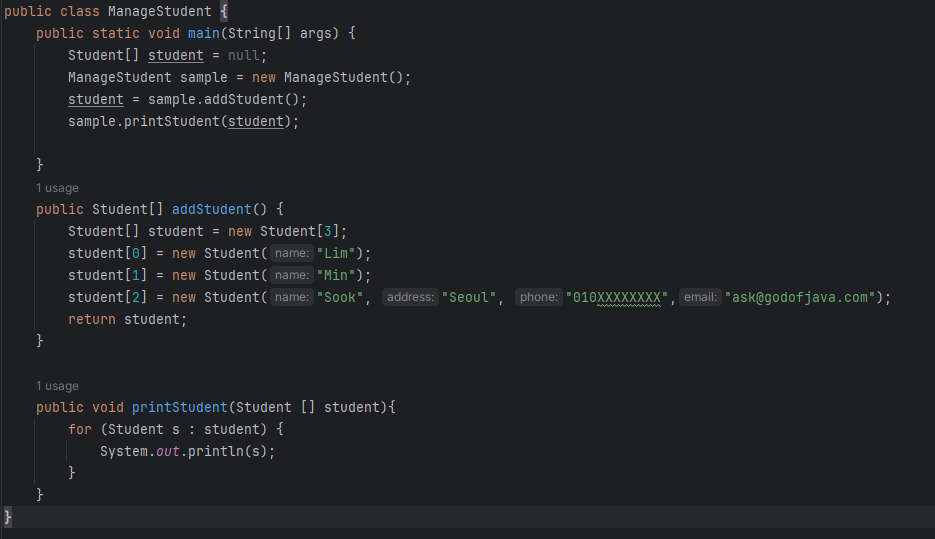 public class ManageStudent {
public static void main(String[] args) {
Student[] student = null;
ManageStudent sample = new ManageStudent();
student = sample.addStudent();
sample.printStudent(student);
}
1 usage
public Student[] addStudent() {
Student[] student = new Student[3];
student[0] = new Student( name: "Lim");
student[1] = new Student( name: "Min");
student[2] = new Student( name: "Sook", address: "Seoul", phone: "010XXXXXXXX", email: "ask@godofjava.com");
return student;
}
1 usage
public void printStudent(Student [] student){
for (Student s : student) {
System.out.println(s);
}
}
}